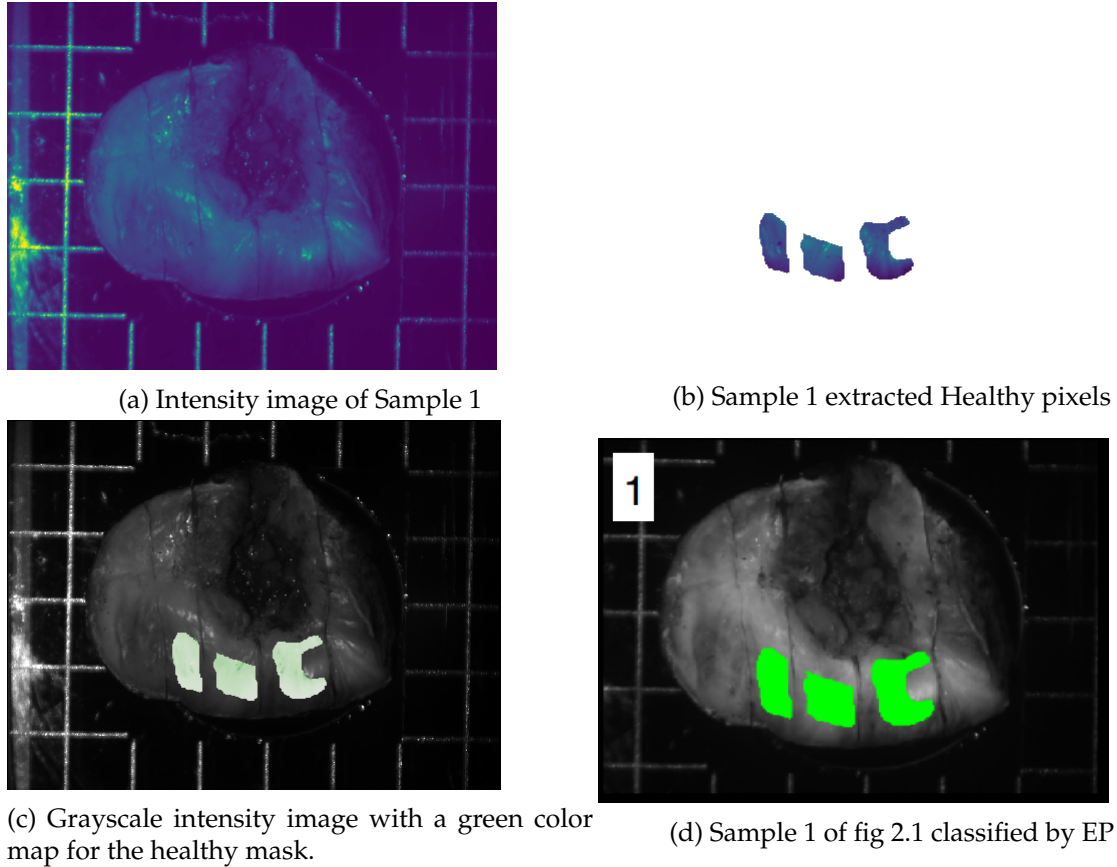 (a) Intensity image of Sample 1
(b) Sample 1 extracted Healthy pixels
1
(c) Grayscale intensity image with a green color
map for the healthy mask.
(d) Sample 1 of fig 2.1 classified by EP